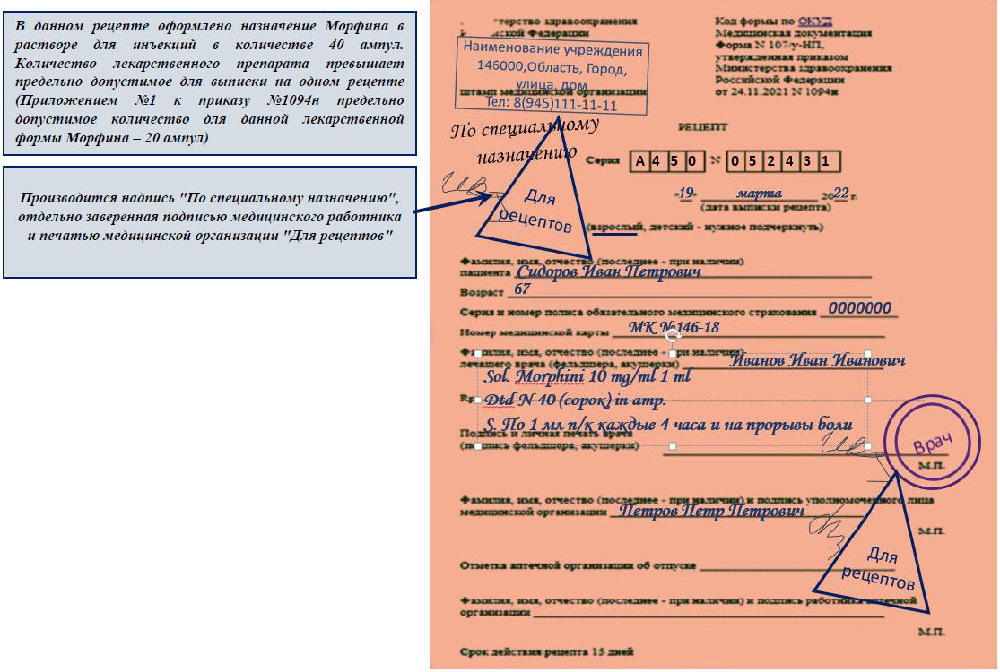 В данном рецепте оформлено назначение Морфина в
растворе для инъекций в количестве 40 ампул.
Количество лекарственного препарата превышает
предельно допустимое для выписки на одном рецепте
(Приложением №1 к приказу №1094н предельно
допустимое количество для данной лекарственной
формы Морфина – 20 ампул)
Производится надпись "По специальному назначению",
отдельно заверенная подписью медицинского работника
и печатью медицинской организации "Для рецептов"
терство здравоохранения
ской Федерации
Наименование учреждения
146000,Область, Город,
улица, дом
штамп медицинской организации
Тел: 8(945)111-11-11
Код формы по ОКУД
Медицинская документация
Форма N 107/у-НП,
утвержденная приказом
Министерства здравоохранения
Российской Федерации
от 24.11.2021 N 1094н
По специальному
назначению
Для
рецептов
РЕЦЕПТ
Серия А 4 5 0 N 0 5 2 4 3 1
"19" марта 2022 г.
(дата выписки рецепта)
(взрослый, детский - нужное подчеркнуть)
Фамилия, имя, отчество (последнее - при наличии)
пациента Сидоров Иван Петрович
Возраст 67
Серия и номер полиса обязательного медицинского страхования 0000000
Номер медицинской карты МК №146-18
Фамилия, имя, отчество (последнее - при наличии)
лечащего врача (фельдшера, акушерки) Иванов Иван Иванович
Sol. Morphini 10 mg/ml 1 ml
Dtd N 40 (сорок) in amp.
S. По 1 мл п/к каждые 4 часа и на прорывы боли
Подпись и личная печать врача
(подпись фельдшера, акушерки)
Врач
М.П.
Фамилия, имя, отчество (последнее - при наличии) и подпись уполномоченного лица
медицинской организации Петров Петр Петрович
М.П.
Для
рецептов
Отметка аптечной организации об отпуске
Фамилия, имя, отчество (последнее - при наличии) и подпись работника аптечной
организации
М.П.
Срок действия рецепта 15 дней